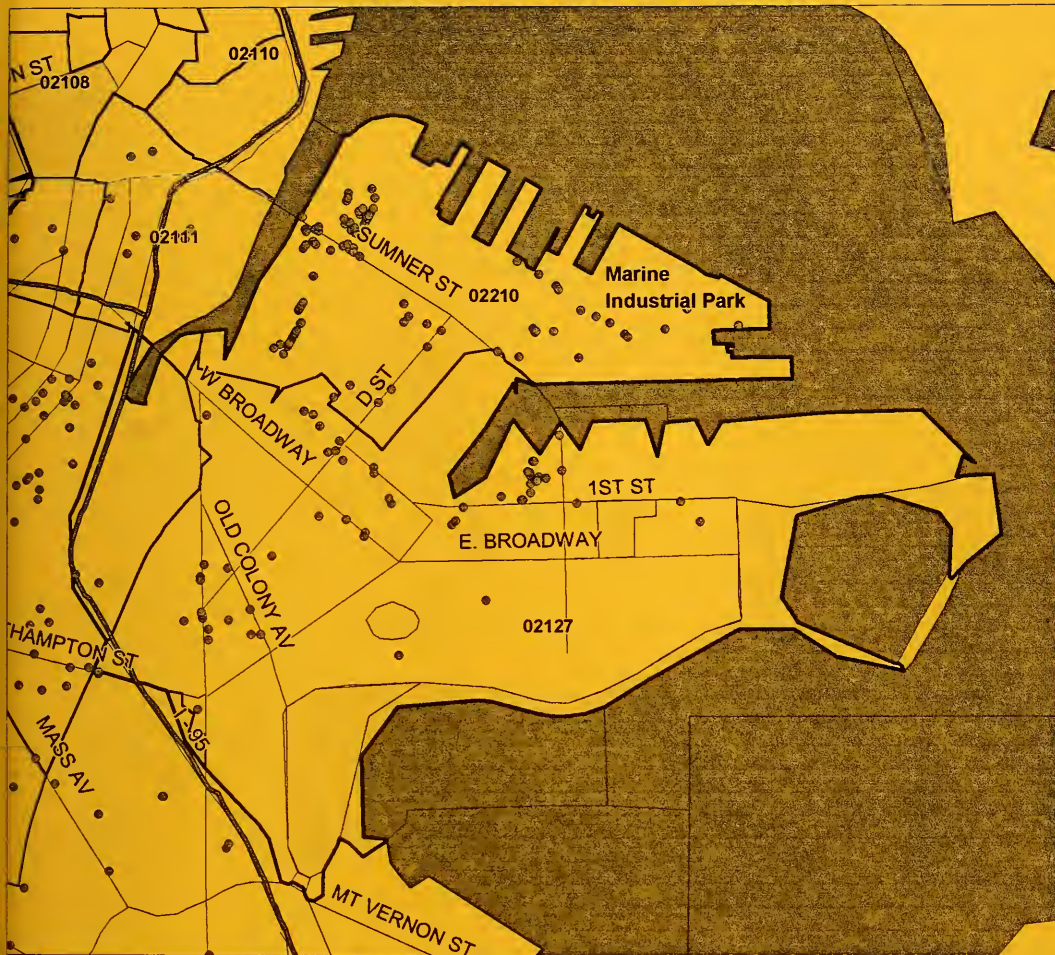 02110
N ST
02108
02111
SUMNER ST
02210
Marine
Industrial Park
D ST
W BROADWAY
1ST ST
E. BROADWAY
OLD COLONY AV
02127
THAMPTON ST
I-95
MASS AV
MT VERNON ST